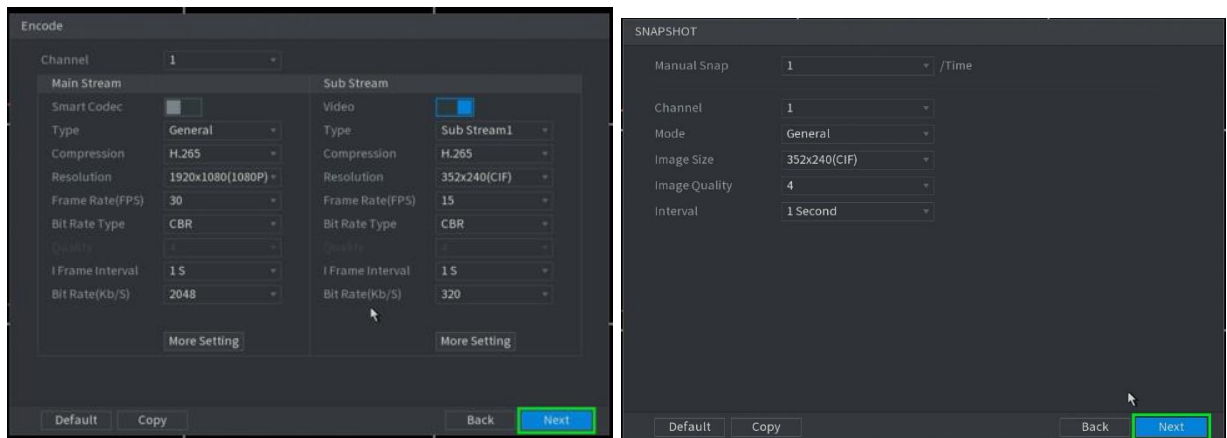 Encode
Channel 1
Main Stream Sub Stream
Smart Codec Video
Type General Type Sub Stream1
Compression H.265 Compression H.265
Resolution 1920x1080(1080P) Resolution 352x240(CIF)
Frame Rate(FPS) 30 Frame Rate(FPS) 15
Bit Rate Type CBR Bit Rate Type CBR
Quality 4 Quality 4
I Frame Interval 1 S I Frame Interval 1 S
Bit Rate(Kb/S) 2048 Bit Rate(Kb/S) 320
More Setting More Setting
Default Copy Back Next
SNAPSHOT
Manual Snap 1 /Time
Channel 1
Mode General
Image Size 352x240(CIF)
Image Quality 4
Interval 1 Second
Default Copy Back Next